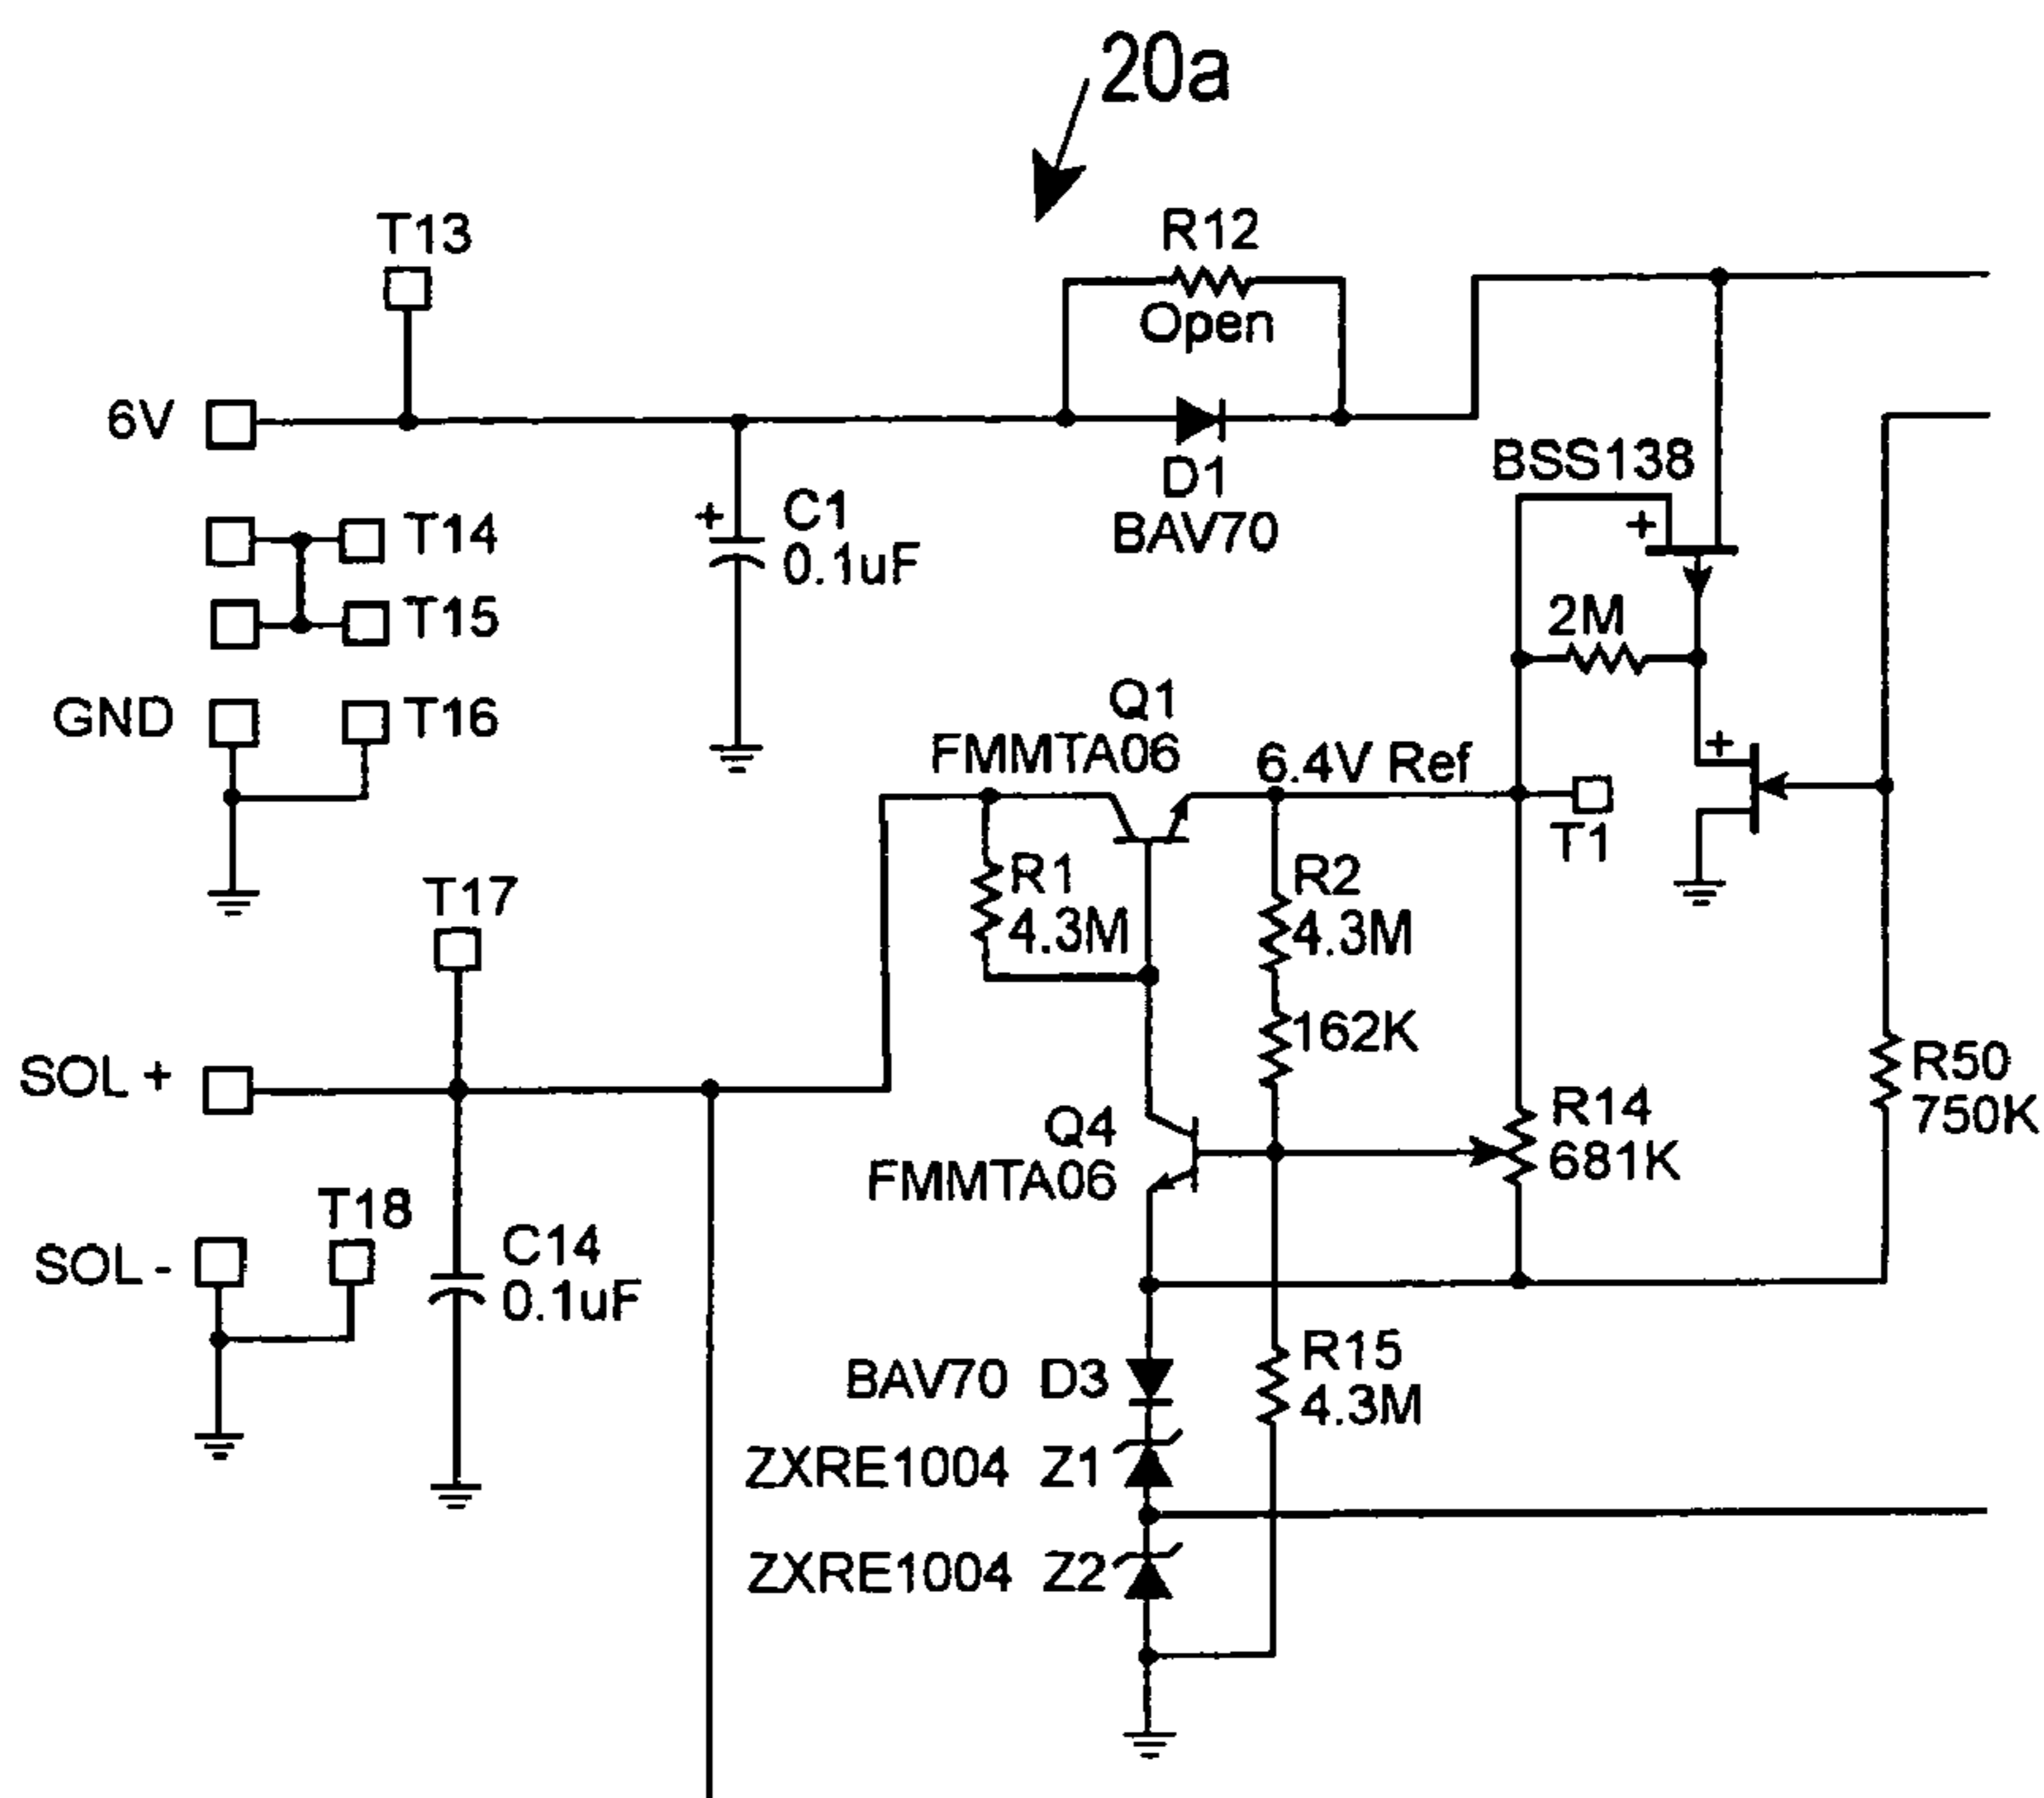 20a
T13
R12
Open
6V
D1
BAV70
C1
0.1uF
+
BSS138
+
T14
T15
2M
GND
T16
Q1
FMMTA06
6.4V Ref
+
T1
R1
4.3M
R2
4.3M
T17
162K
SOL +
R50
750K
R14
681K
Q4
FMMTA06
T18
SOL -
C14
0.1uF
BAV70 D3
R15
4.3M
ZXRE1004 Z1
ZXRE1004 Z2